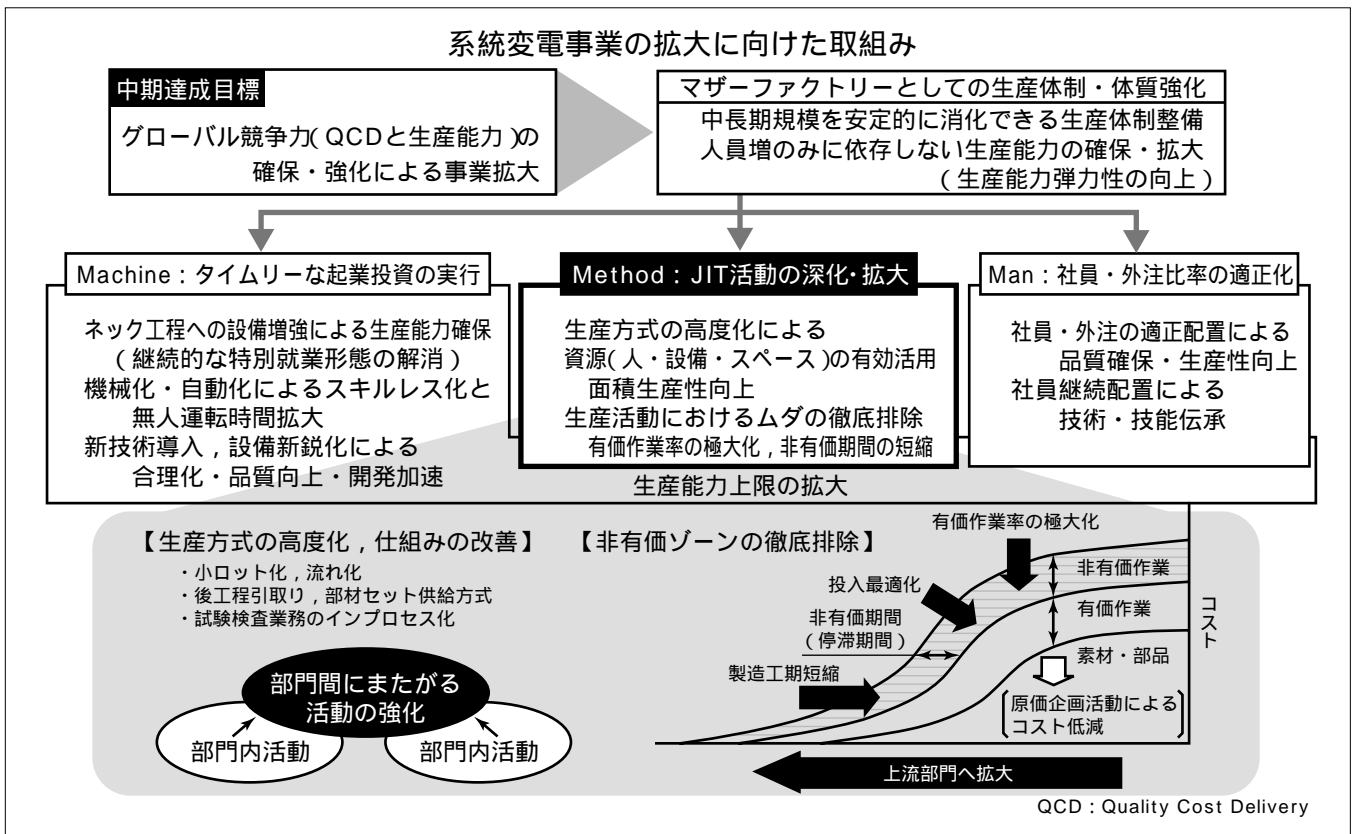 系統変電事業の拡大に向けた取組み
中期達成目標
グローバル競争力(QCDと生産能力)の
確保・強化による事業拡大
マザーファクトリーとしての生産体制・体質強化
中長期規模を安定的に消化できる生産体制整備
人員増のみに依存しない生産能力の確保・拡大
(生産能力弾力性の向上)
Machine:タイムリーな起業投資の実行
ネック工程への設備増強による生産能力確保
(継続的な特別就業形態の解消)
機械化・自動化によるスキルレス化と
無人運転時間拡大
新技術導入,設備新鋭化による
合理化・品質向上・開発加速
Method:JIT活動の深化・拡大
生産方式の高度化による
資源(人・設備・スペース)の有効活用
面積生産性向上
生産活動におけるムダの徹底排除
有価作業率の極大化,非有価期間の短縮
Man:社員・外注比率の適正化
社員・外注の適正配置による
品質確保・生産性向上
社員継続配置による
技術・技能伝承
生産能力上限の拡大
【生産方式の高度化,仕組みの改善】
・小ロット化,流れ化
・後工程引取り,部材セット供給方式
・試験検査業務のインプロセス化
部門間にまたがる
活動の強化
部門内活動
部門内活動
【非有価ゾーンの徹底排除】
有価作業率の極大化
投入最適化
非有価期間
(停滞期間)
製造工期短縮
非有価作業
有価作業
素材・部品
原価企画活動による
コスト低減
コスト
上流部門へ拡大
QCD:Quality Cost Delivery